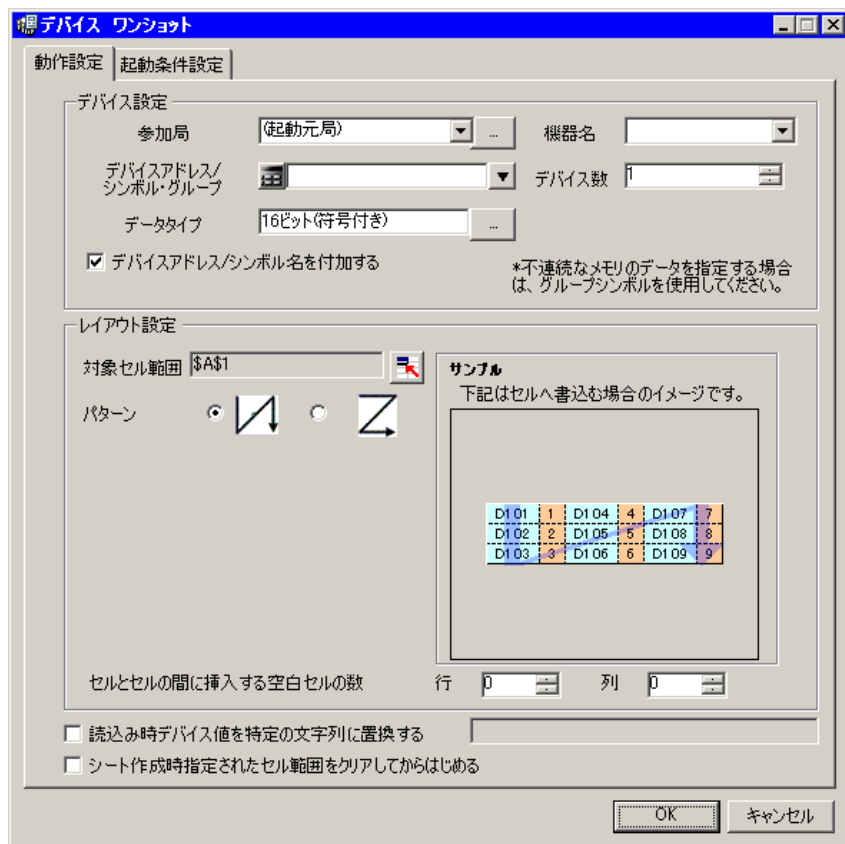 デバイス ワンショット
動作設定
起動条件設定
デバイス設定
参加局
(起動元局)
...
機器名
デバイスアドレス/
シンボル・グループ
デバイス数
1
データタイプ
16ビット(符号付き)
...
デバイスアドレス/シンボル名を付加する
*不連続なメモリのデータを指定する場合
は、グループシンボルを使用してください。
レイアウト設定
対象セル範囲
$A$1
パターン
サンプル
下記はセルへ書込む場合のイメージです。
D101 1 D104 4 D107 7
D102 2 D105 5 D108 8
D103 3 D106 6 D109 9
セルとセルの間に挿入する空白セルの数
行
0
列
0
読込み時デバイス値を特定の文字列に置換する
シート作成時指定されたセル範囲をクリアしてからはじめる
OK
キャンセル